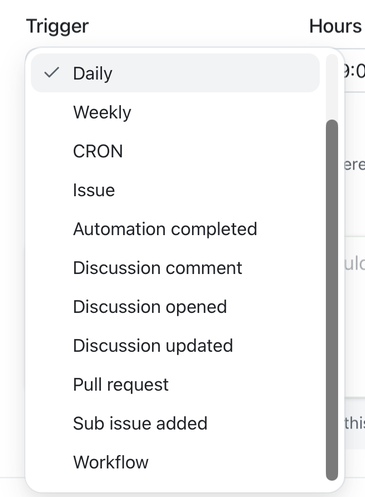 Trigger
Hours
Daily
Weekly
CRON
Issue
Automation completed
Discussion comment
Discussion opened
Discussion updated
Pull request
Sub issue added
Workflow
this